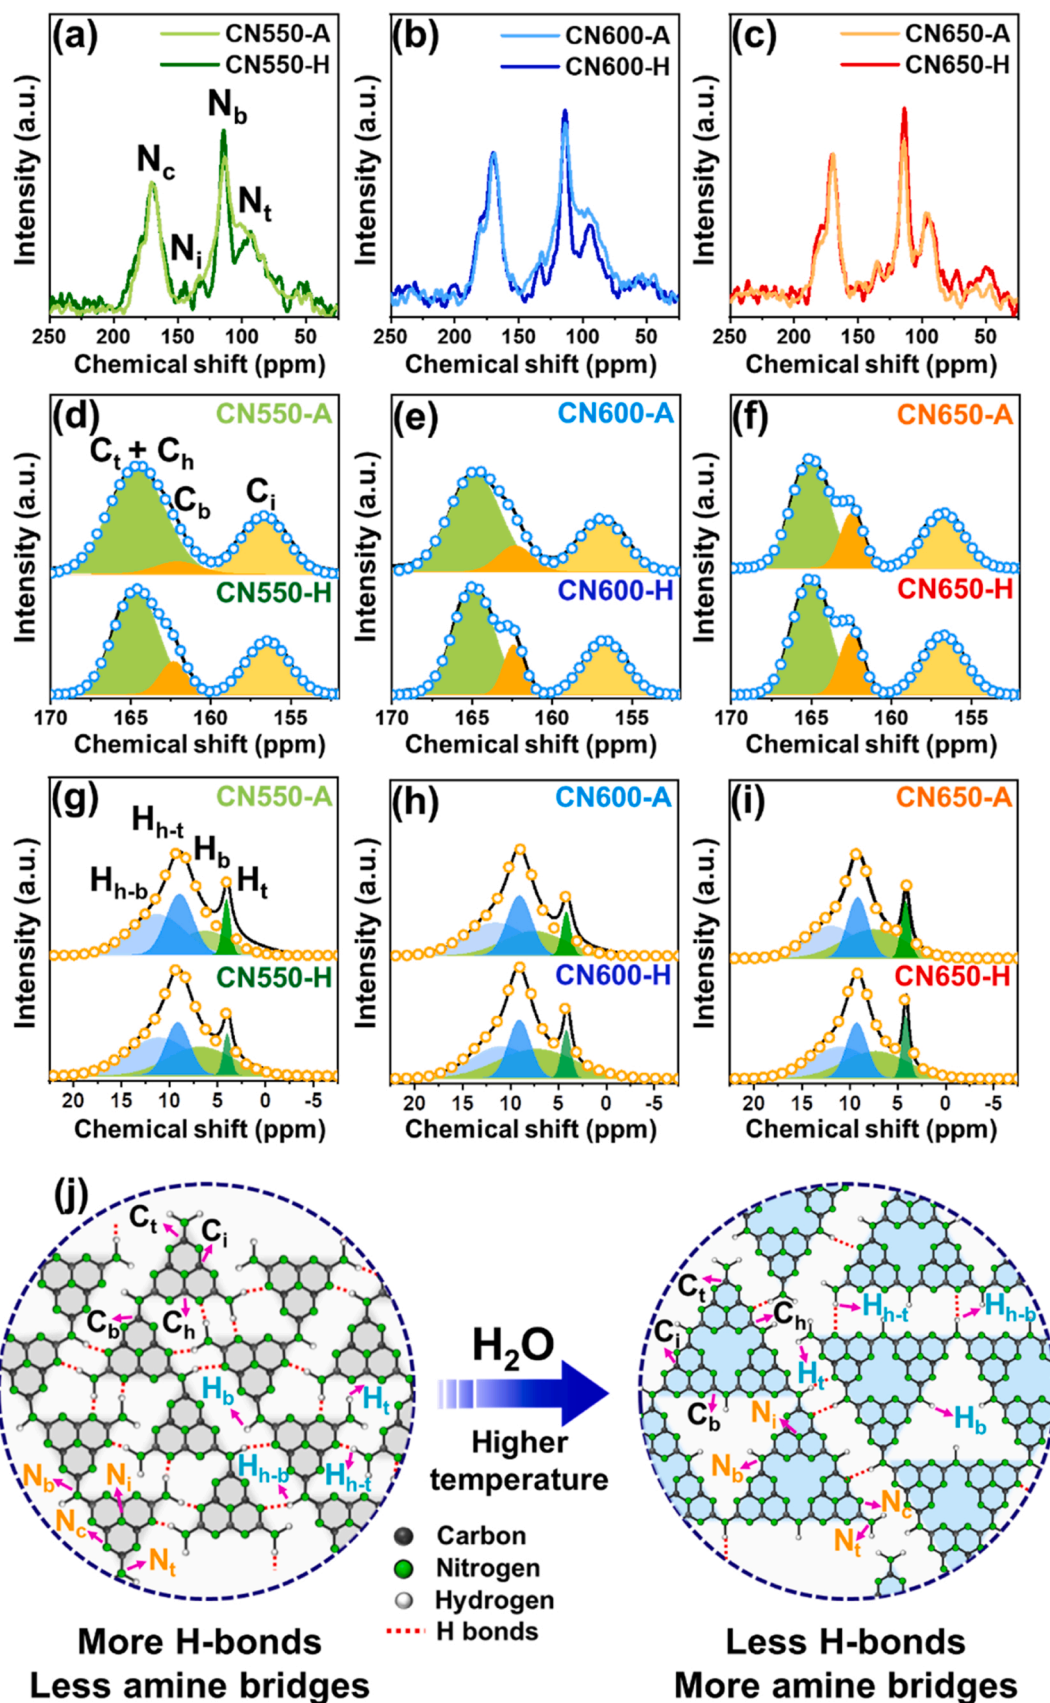 (a)
CN550-A
CN550-H
Nb
Nc
Nt
Ni
Intensity (a.u.)
250 200 150 100 50
Chemical shift (ppm)
(b)
CN600-A
CN600-H
Intensity (a.u.)
250 200 150 100 50
Chemical shift (ppm)
(c)
CN650-A
CN650-H
Intensity (a.u.)
250 200 150 100 50
Chemical shift (ppm)
(d)
CN550-A
Ct + Ch
Cb
Ci
CN550-H
Intensity (a.u.)
170 165 160 155
Chemical shift (ppm)
(e)
CN600-A
CN600-H
Intensity (a.u.)
170 165 160 155
Chemical shift (ppm)
(f)
CN650-A
CN650-H
Intensity (a.u.)
170 165 160 155
Chemical shift (ppm)
(g)
CN550-A
Hh-t
Hb
Hh-b
Ht
CN550-H
Intensity (a.u.)
20 15 10 5 0 -5
Chemical shift (ppm)
(h)
CN600-A
CN600-H
Intensity (a.u.)
20 15 10 5 0 -5
Chemical shift (ppm)
(i)
CN650-A
CN650-H
Intensity (a.u.)
20 15 10 5 0 -5
Chemical shift (ppm)
(j)
Ct
Ci
Cb
Ch
Hb
Ht
Hh-b
Hh-t
Nb
Ni
Nc
Nt
H2O
Higher
temperature
Carbon
Nitrogen
Hydrogen
H bonds
Ct
Ch
Hh-t
Hh-b
Ci
Ht
Cb
Ni
Hb
Nb
Nc
Nt
More H-bonds
Less amine bridges
Less H-bonds
More amine bridges